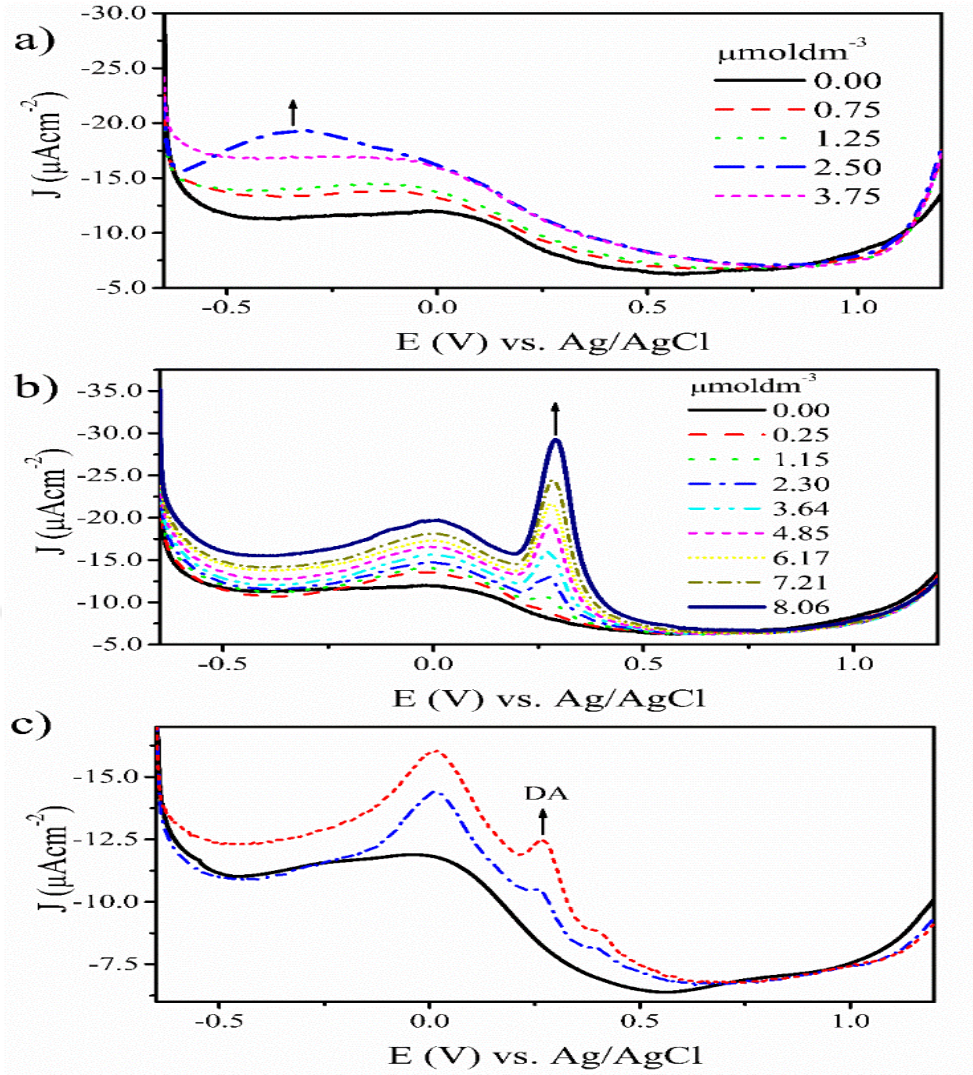 a)
-30.0
-25.0
-20.0
-15.0
-10.0
-5.0
J (µAcm⁻²)
µmoldm⁻³
0.00
0.75
1.25
2.50
3.75
-0.5 0.0 0.5 1.0
E (V) vs. Ag/AgCl
b)
-35.0
-30.0
-25.0
-20.0
-15.0
-10.0
-5.0
J (µAcm⁻²)
µmoldm⁻³
0.00
0.25
1.15
2.30
3.64
4.85
6.17
7.21
8.06
-0.5 0.0 0.5 1.0
E (V) vs. Ag/AgCl
c)
-15.0
-12.5
-10.0
-7.5
J (µAcm⁻²)
DA
-0.5 0.0 0.5 1.0
E (V) vs. Ag/AgCl